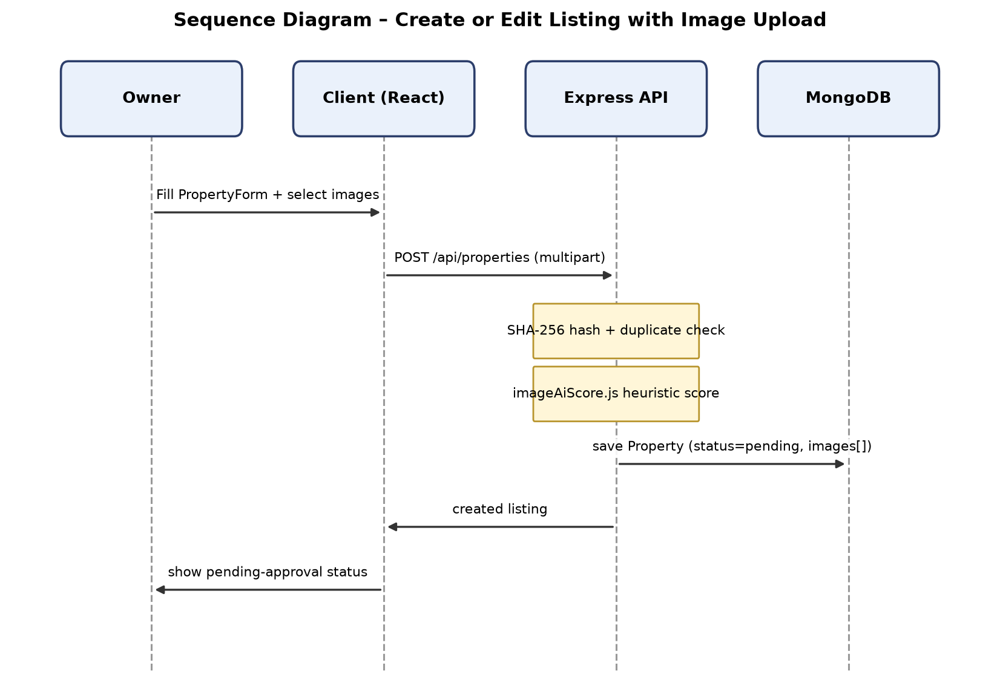 Sequence Diagram – Create or Edit Listing with Image Upload
Owner
Client (React)
Express API
MongoDB
Fill PropertyForm + select images
POST /api/properties (multipart)
SHA-256 hash + duplicate check
imageAiScore.js heuristic score
save Property (status=pending, images[])
created listing
show pending-approval status